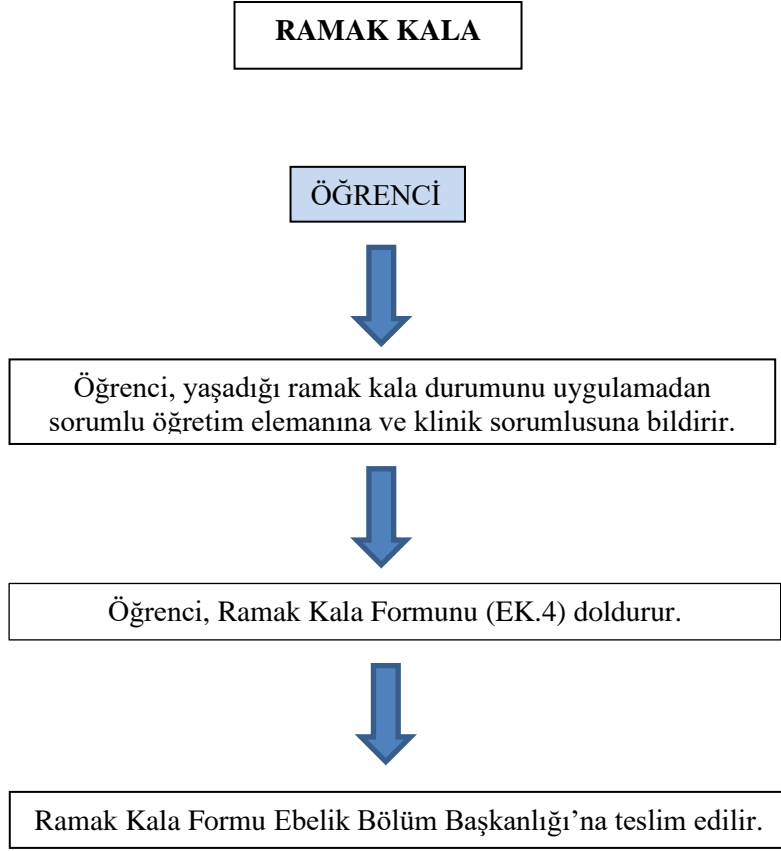 RAMAK KALA
ÖĞRENCİ
Öğrenci, yaşadığı ramak kala durumunu uygulamadan
sorumlu öğretim elemanına ve klinik sorumlusuna bildirir.
Öğrenci, Ramak Kala Formunu (EK.4) doldurur.
Ramak Kala Formu Ebelik Bölüm Başkanlığı’na teslim edilir.